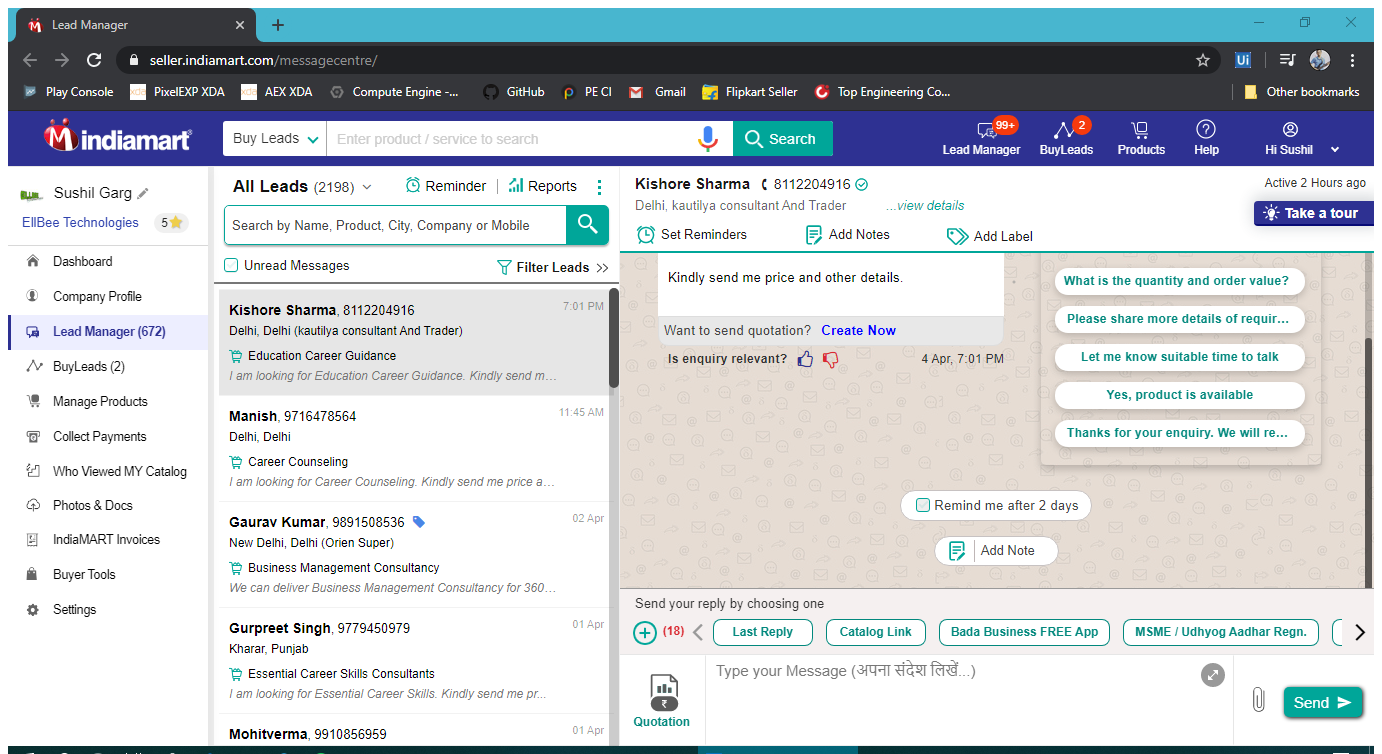 Lead Manager
seller.indiamart.com/messagecentre/
Play Console
PixelEXP XDA
AEX XDA
Compute Engine -...
GitHub
PE CI
Gmail
Flipkart Seller
Top Engineering Co...
Other bookmarks
indiamart
Buy Leads
Enter product / service to search
Search
99+
Lead Manager
2
BuyLeads
Products
Help
Hi Sushil
Sushil Garg
EllBee Technologies
5
Dashboard
Company Profile
Lead Manager (672)
BuyLeads (2)
Manage Products
Collect Payments
Who Viewed MY Catalog
Photos & Docs
IndiaMART Invoices
Buyer Tools
Settings
All Leads (2198)
Reminder
Reports
Search by Name, Product, City, Company or Mobile
Unread Messages
Filter Leads
Kishore Sharma, 8112204916
7:01 PM
Delhi, Delhi (kautilya consultant And Trader)
Education Career Guidance
I am looking for Education Career Guidance. Kindly send m...
Manish, 9716478564
11:45 AM
Delhi, Delhi
Career Counseling
I am looking for Career Counseling. Kindly send me price a...
Gaurav Kumar, 9891508536
02 Apr
New Delhi, Delhi (Orien Super)
Business Management Consultancy
We can deliver Business Management Consultancy for 360...
Gurpreet Singh, 9779450979
01 Apr
Kharar, Punjab
Essential Career Skills Consultants
I am looking for Essential Career Skills. Kindly send me pr...
Mohitverma, 9910856959
01 Apr
Kishore Sharma 8112204916
Active 2 Hours ago
Delhi, kautilya consultant And Trader
...view details
Take a tour
Set Reminders
Add Notes
Add Label
Kindly send me price and other details.
Want to send quotation? Create Now
Is enquiry relevant?
4 Apr, 7:01 PM
What is the quantity and order value?
Please share more details of requir...
Let me know suitable time to talk
Yes, product is available
Thanks for your enquiry. We will re...
Remind me after 2 days
Add Note
Send your reply by choosing one
(18)
Last Reply
Catalog Link
Bada Business FREE App
MSME / Udhyog Aadhar Regn.
Quotation
Type your Message (अपना संदेश लिखें...)
Send